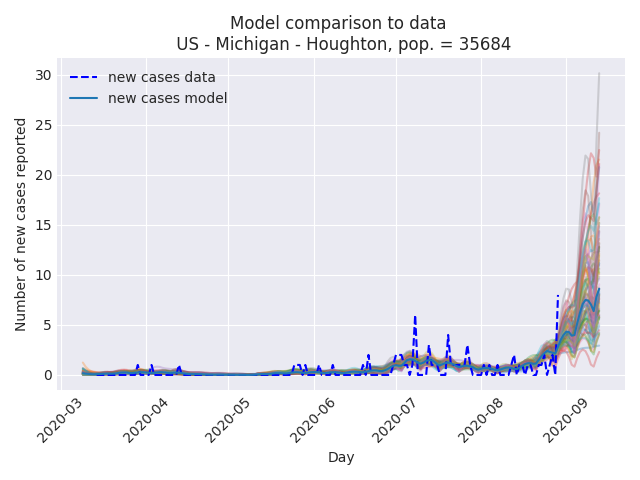 Model comparison to data
US - Michigan - Houghton, pop. = 35684
new cases data
new cases model
Number of new cases reported
30
25
20
15
10
5
0
2020-03
2020-04
2020-05
2020-06
2020-07
2020-08
2020-09
Day